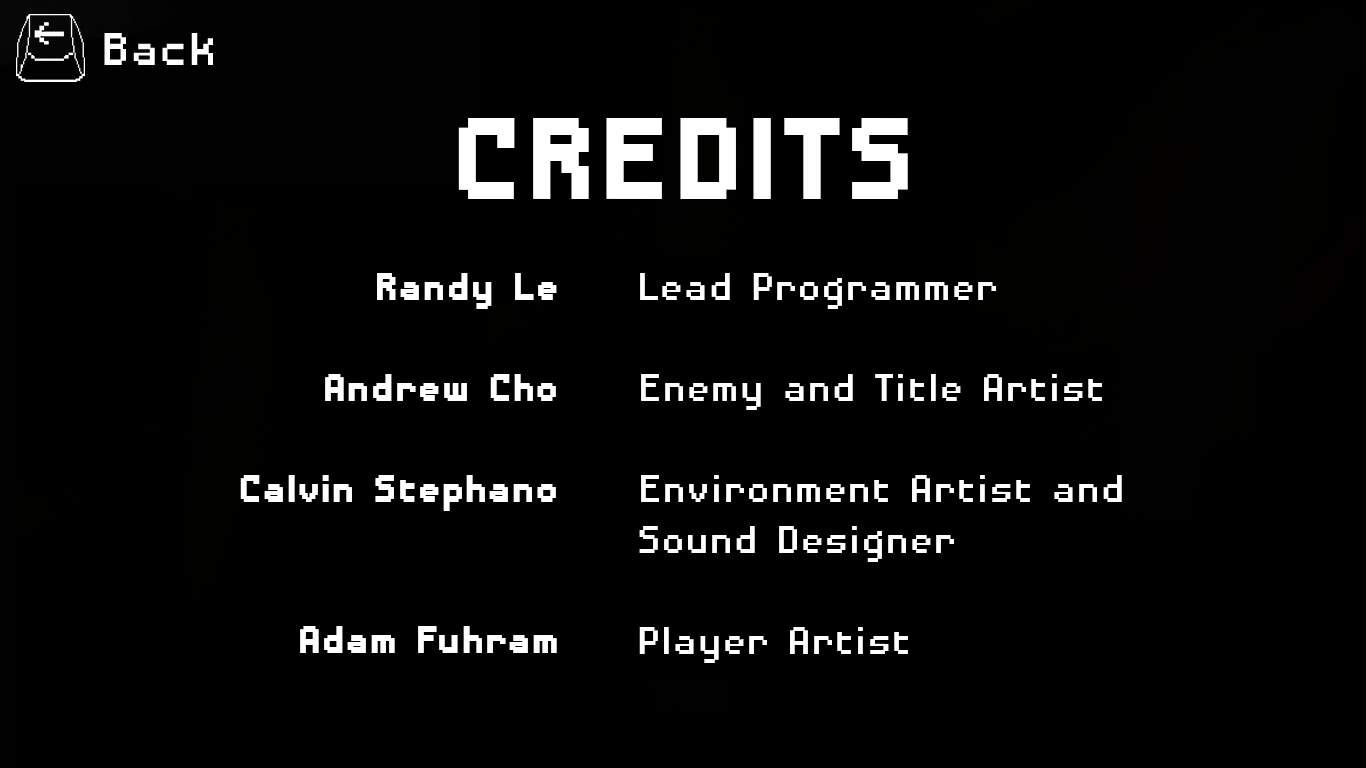 Back
CREDITS
Randy Le Lead Programmer
Andrew Cho Enemy and Title Artist
Calvin Stephano Environment Artist and
Sound Designer
Adam Fuhram Player Artist